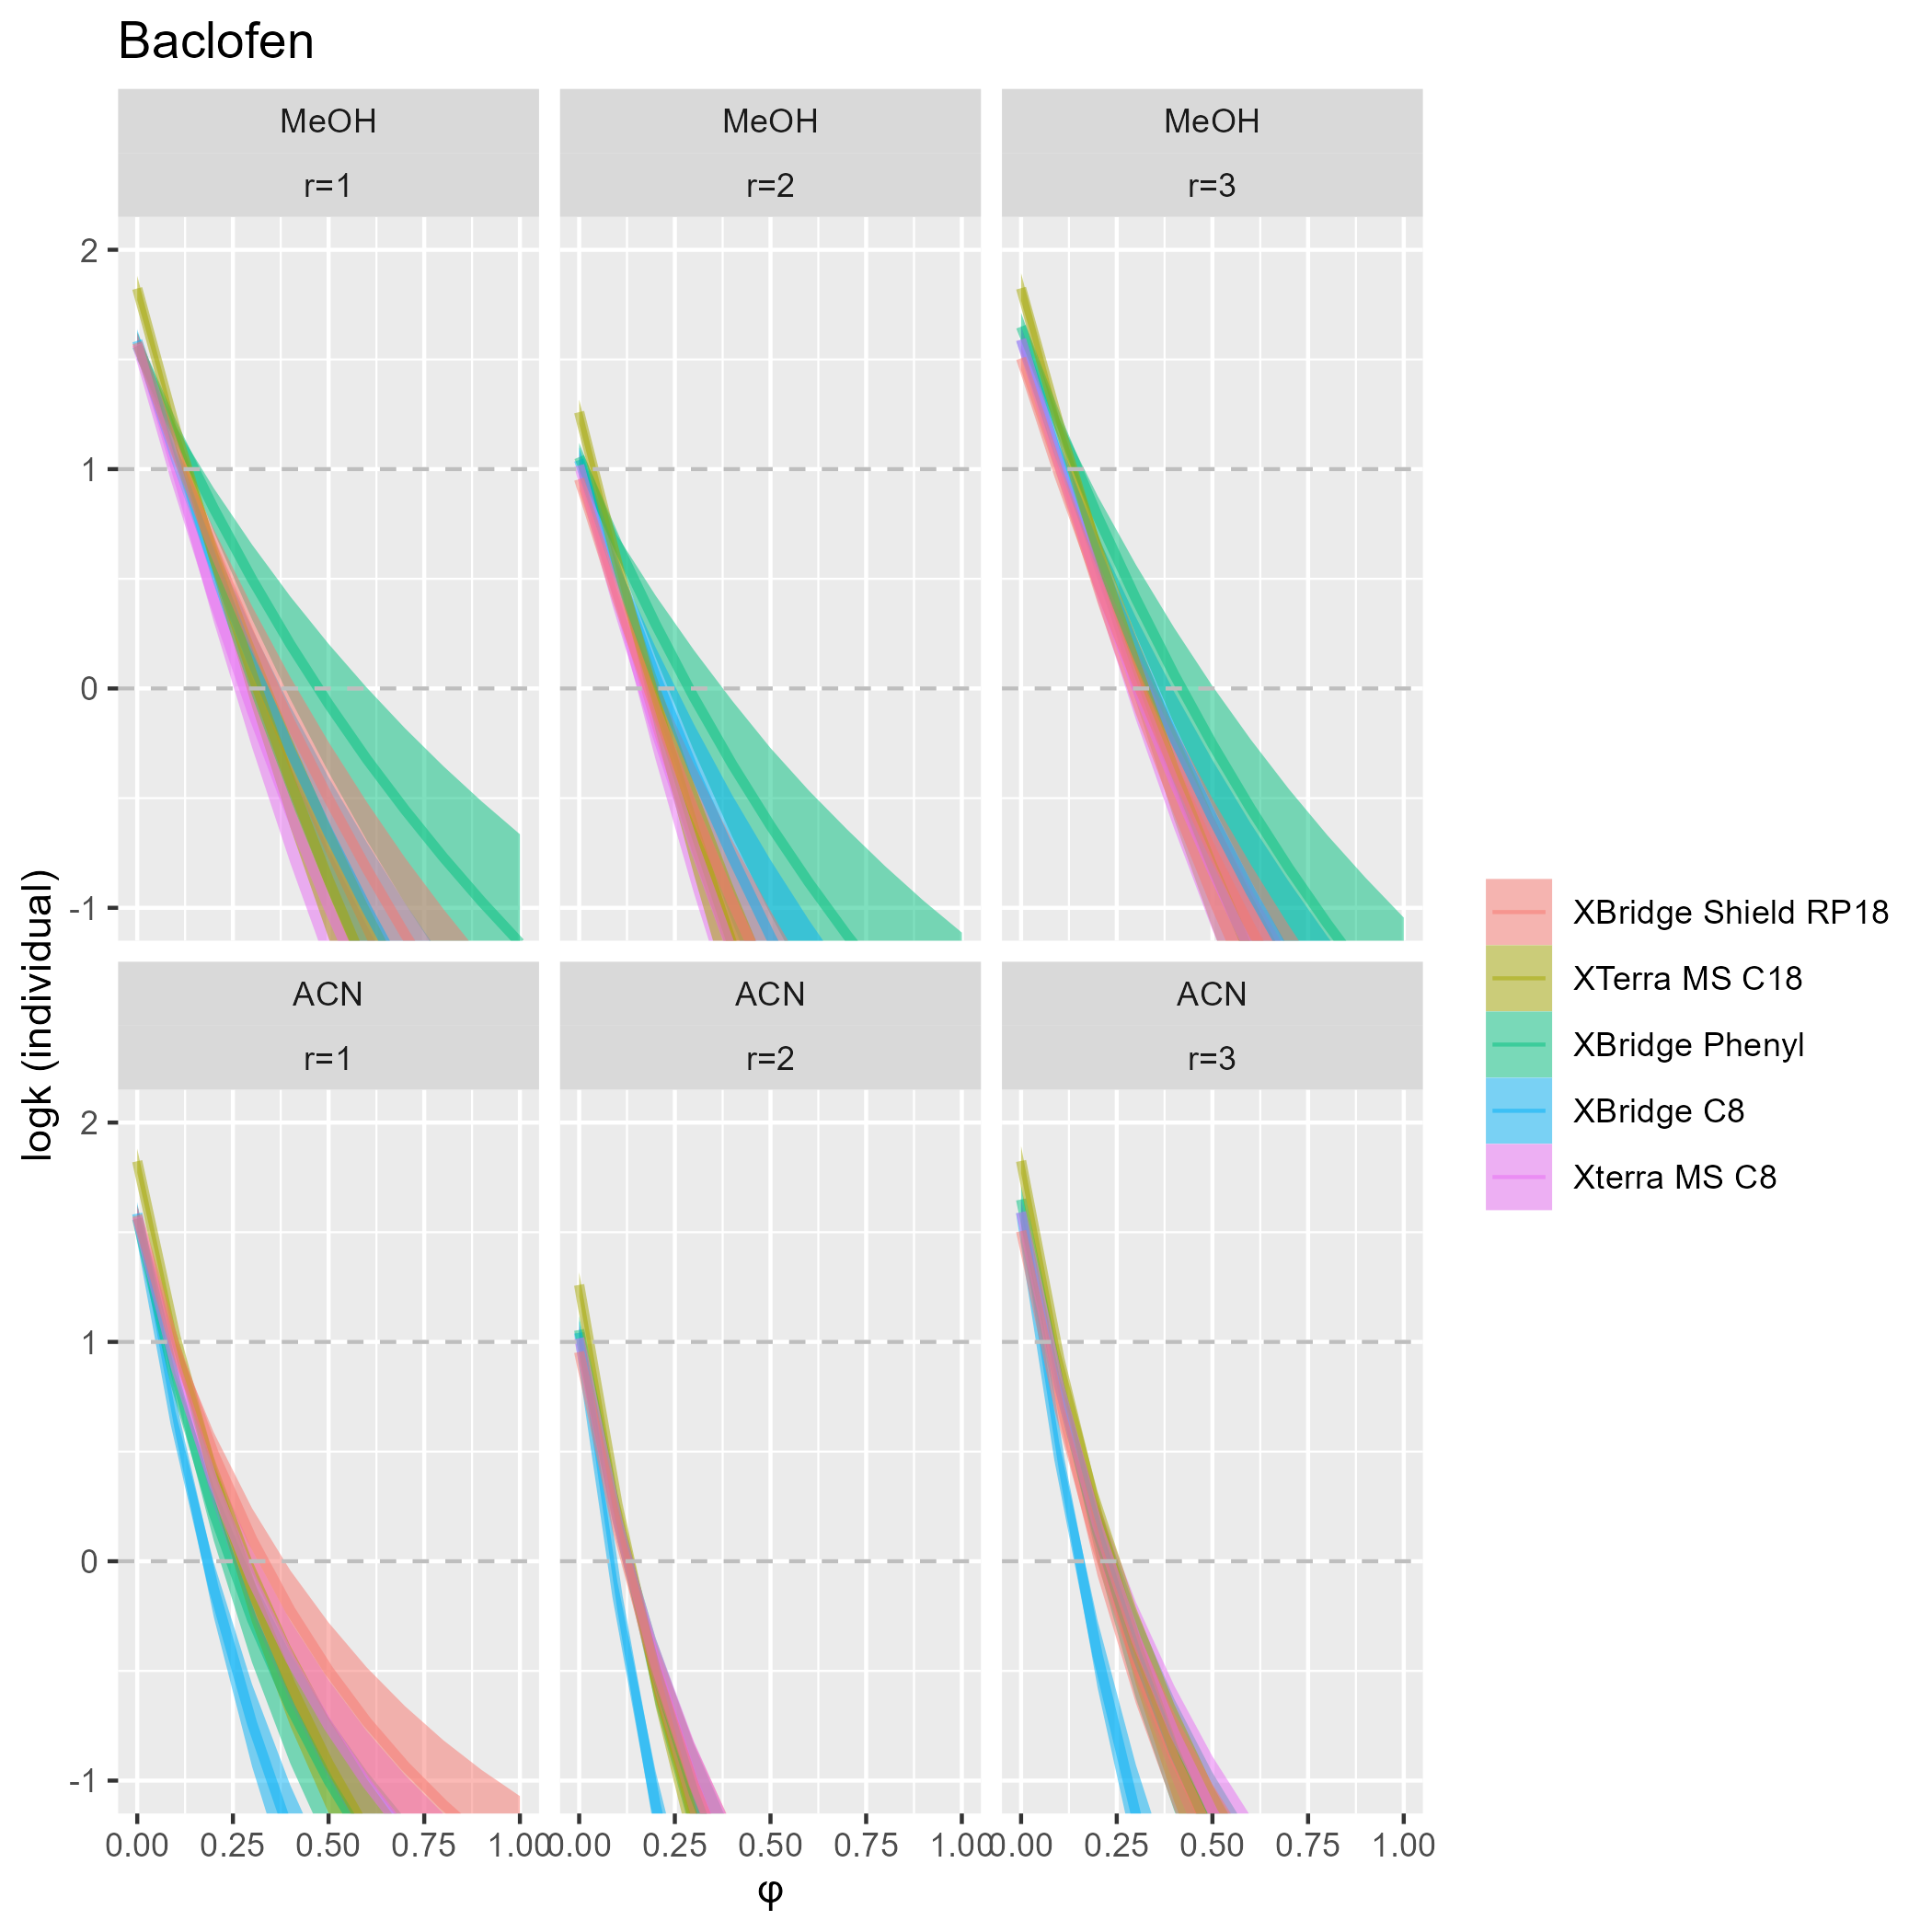 Baclofen
MeOH MeOH MeOH
r=1 r=2 r=3
2
1
0
-1
ACN ACN ACN
r=1 r=2 r=3
2
1
0
-1
0.00 0.25 0.50 0.75 1.00 0.00 0.25 0.50 0.75 1.00 0.00 0.25 0.50 0.75 1.00
φ
logk (individual)
XBridge Shield RP18
XTerra MS C18
XBridge Phenyl
XBridge C8
Xterra MS C8